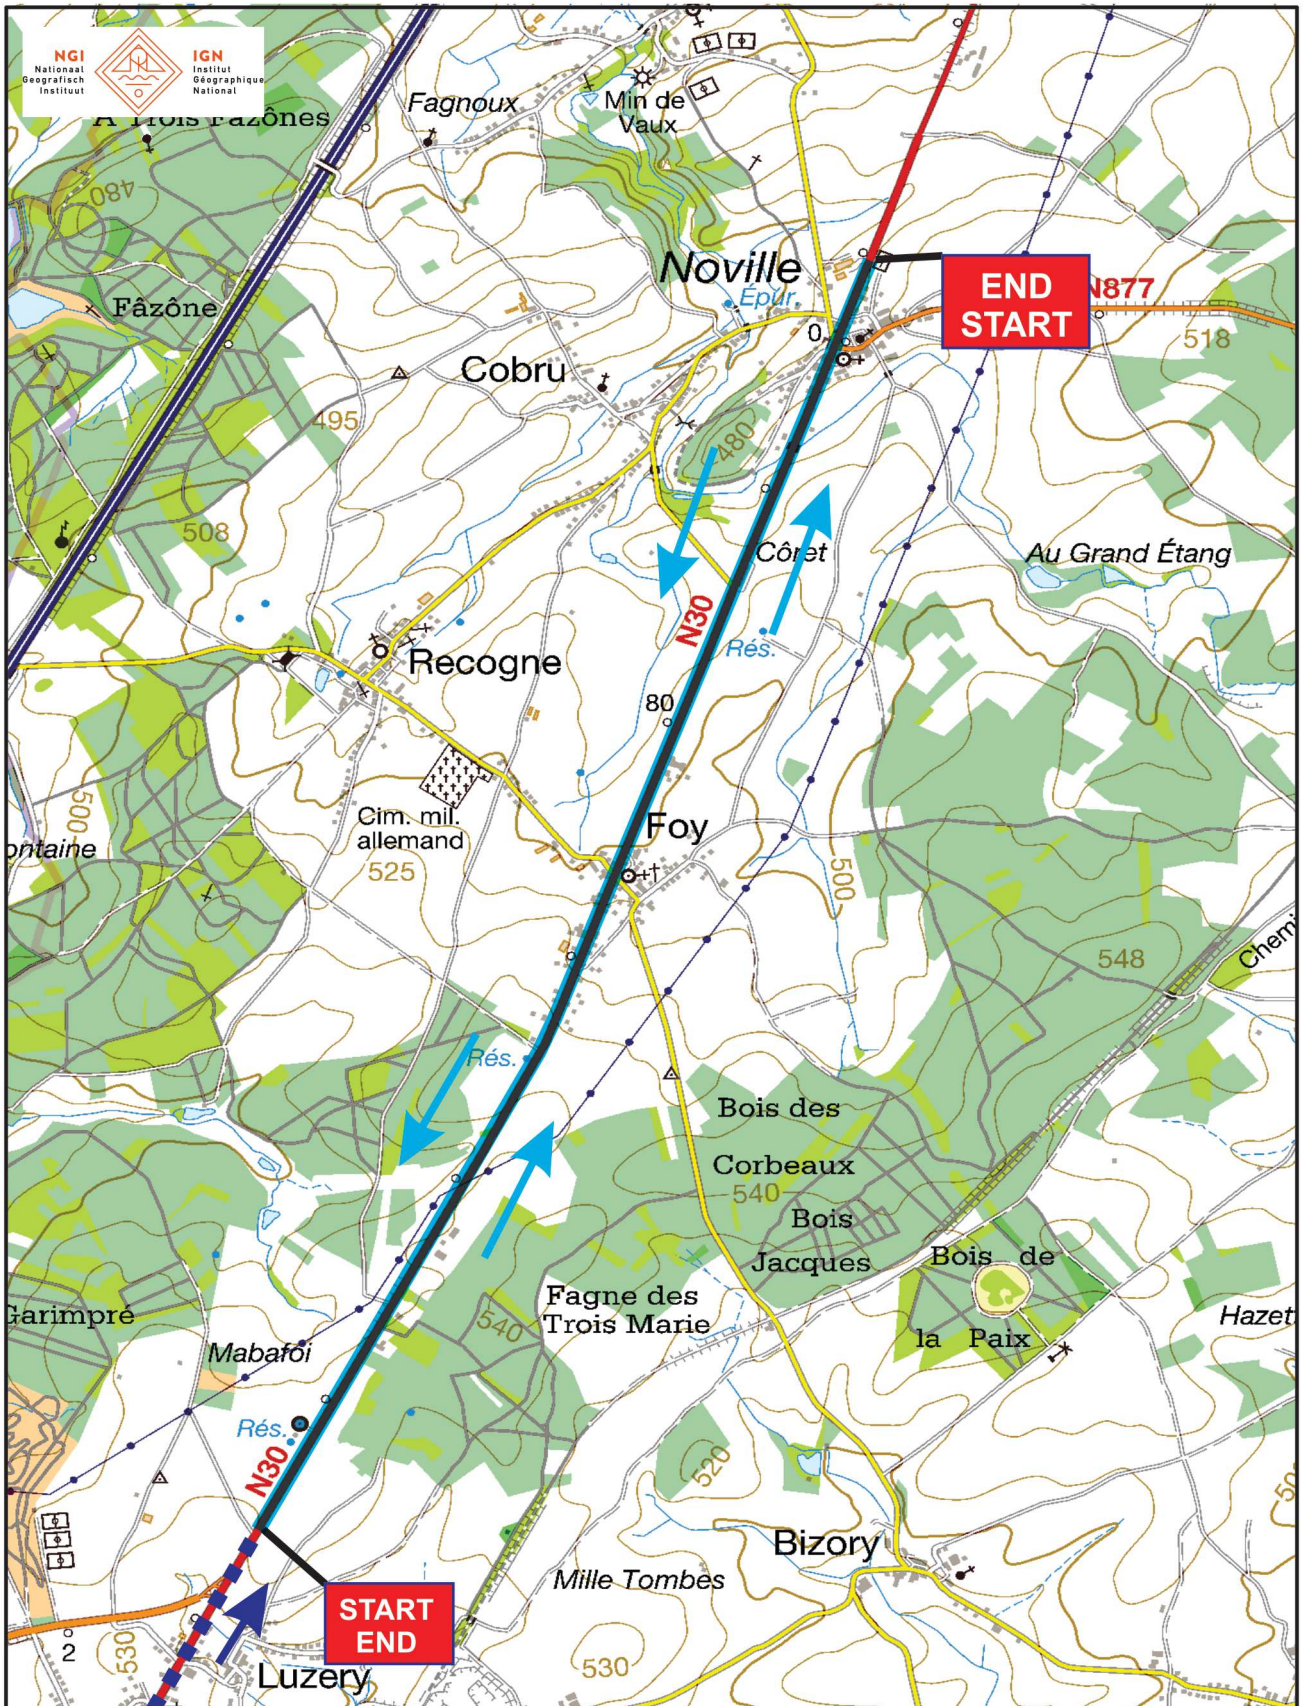 NGI
Nationaal
Geografisch
Instituut
IGN
Institut
Géographique
National
A Trois Fazônes
Fagnoux
Min de
Vaux
480
Noville
Épur.
END
START
N877
518
Fâzône
0
Cobru
495
480
508
Côret
Au Grand Étang
N30
Rés.
Recogne
80
500
Cim. mil.
allemand
Foy
ontaine
525
500
548
Chemi
Rés.
Bois des
Corbeaux
540
Bois
Jacques
Bois de
la Paix
Fagne des
Trois Marie
540
Garimpré
Hazet
Mabafoi
Rés.
N30
520
50
Bizory
Mille Tombes
START
END
2
530
Luzery
530